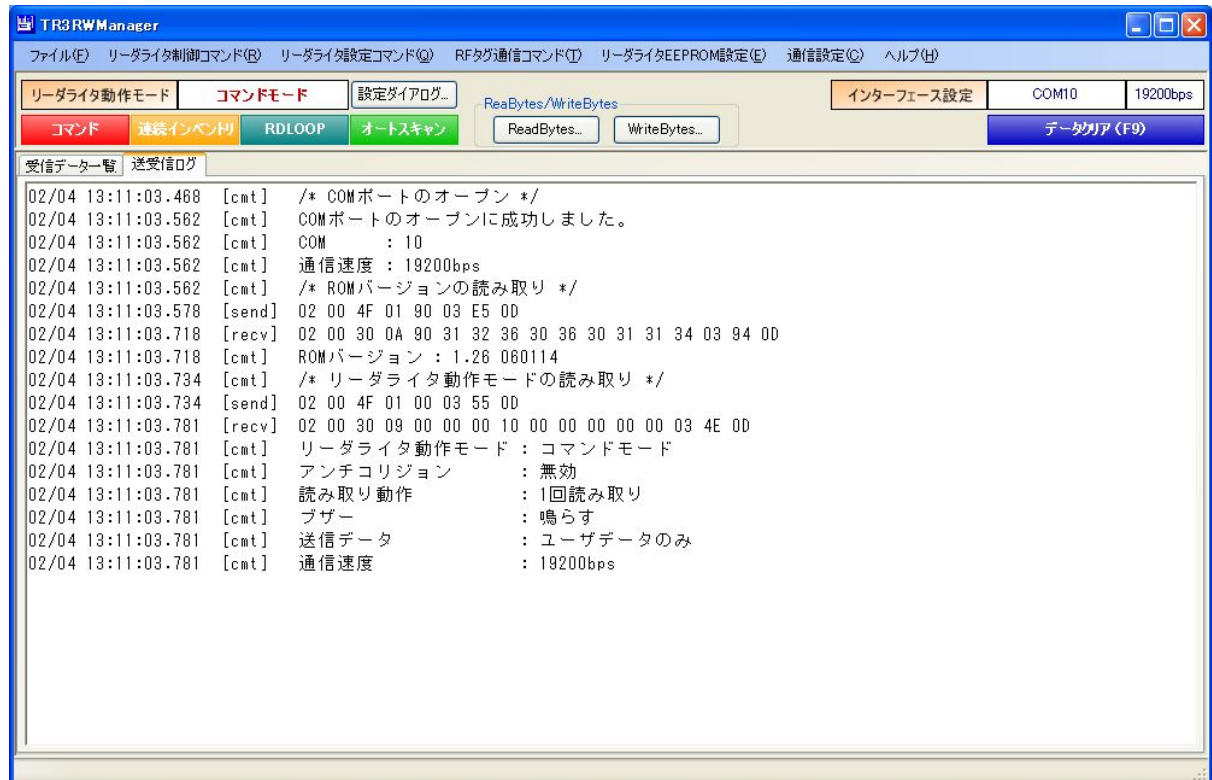 TR3RWManager
ファイル(F) リーダライタ制御コマンド(R) リーダライタ設定コマンド(Q) RFタグ通信コマンド(T) リーダライタEEPROM設定(E) 通信設定(C) ヘルプ(H)
リーダライタ動作モード コマンドモード 設定ダイアログ... ReaBytes/WriteBytes インターフェース設定 COM10 19200bps
コマンド 連続インベントリ RDLOOP オートスキャン ReadBytes... WriteBytes... データクリア(F9)
受信データ一覧 送受信ログ
02/04 13:11:03.468 [cmt] /* COMポートのオープン */
02/04 13:11:03.562 [cmt] COMポートのオープンに成功しました。
02/04 13:11:03.562 [cmt] COM : 10
02/04 13:11:03.562 [cmt] 通信速度 : 19200bps
02/04 13:11:03.562 [cmt] /* ROMバージョンの読み取り */
02/04 13:11:03.578 [send] 02 00 4F 01 90 03 E5 0D
02/04 13:11:03.718 [recv] 02 00 30 0A 90 31 32 36 30 36 30 31 31 34 03 94 0D
02/04 13:11:03.718 [cmt] ROMバージョン : 1.26 060114
02/04 13:11:03.734 [cmt] /* リーダライタ動作モードの読み取り */
02/04 13:11:03.734 [send] 02 00 4F 01 00 03 55 0D
02/04 13:11:03.781 [recv] 02 00 30 09 00 00 00 10 00 00 00 00 00 03 4E 0D
02/04 13:11:03.781 [cmt] リーダライタ動作モード : コマンドモード
02/04 13:11:03.781 [cmt] アンチコリジョン : 無効
02/04 13:11:03.781 [cmt] 読み取り動作 : 1回読み取り
02/04 13:11:03.781 [cmt] ブザー : 鳴らす
02/04 13:11:03.781 [cmt] 送信データ : ユーザデータのみ
02/04 13:11:03.781 [cmt] 通信速度 : 19200bps